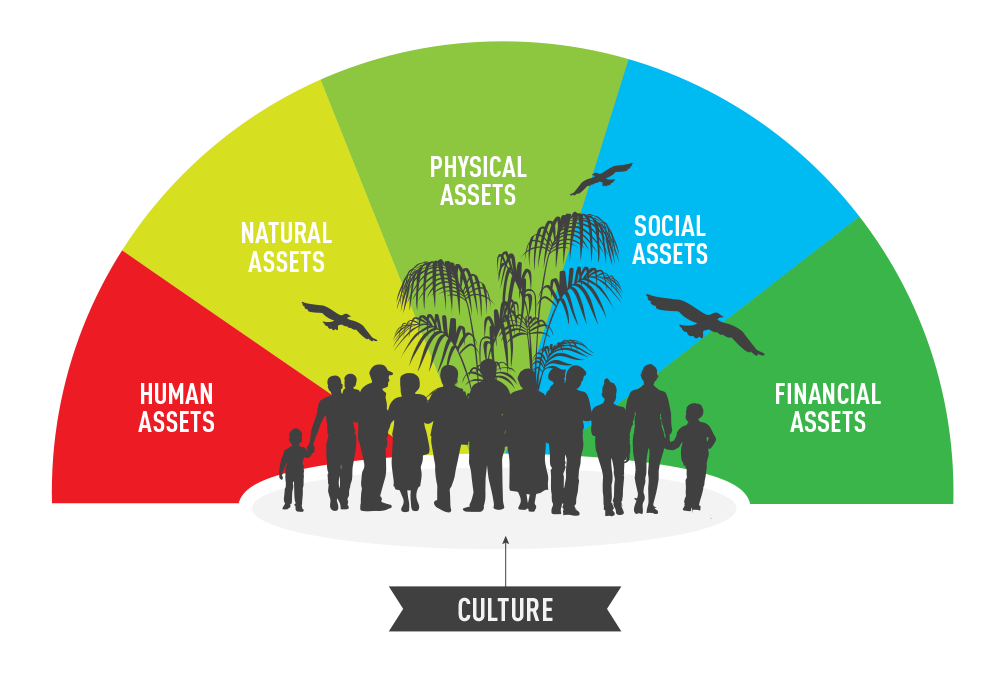 PHYSICAL
ASSETS
NATURAL
ASSETS
SOCIAL
ASSETS
HUMAN
ASSETS
FINANCIAL
ASSETS
CULTURE